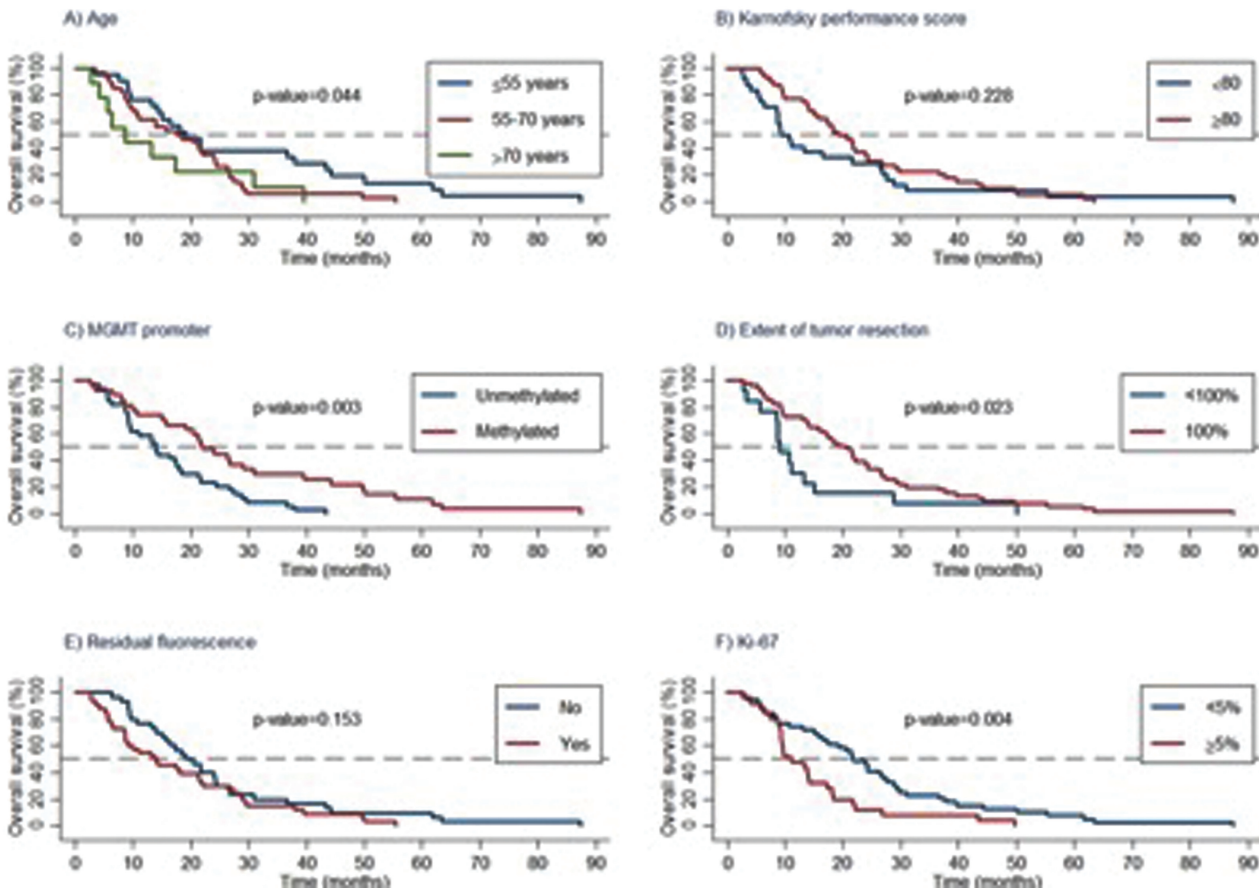 A) Age
Overall survival (%)
0 20 40 60 80 100
p-value=0.044
≤55 years
55-70 years
>70 years
0 10 20 30 40 50 60 70 80 90
Time (months)
B) Karnofsky performance score
Overall survival (%)
0 20 40 60 80 100
p-value=0.228
<80
≥80
0 10 20 30 40 50 60 70 80 90
Time (months)
C) MGMT promoter
Overall survival (%)
0 20 40 60 80 100
p-value=0.003
Unmethylated
Methylated
0 10 20 30 40 50 60 70 80 90
Time (months)
D) Extent of tumor resection
Overall survival (%)
0 20 40 60 80 100
p-value=0.023
<100%
100%
0 10 20 30 40 50 60 70 80 90
Time (months)
E) Residual fluorescence
Overall survival (%)
0 20 40 60 80 100
p-value=0.153
No
Yes
0 10 20 30 40 50 60 70 80 90
Time (months)
F) Ki-67
Overall survival (%)
0 20 40 60 80 100
p-value=0.004
<5%
≥5%
0 10 20 30 40 50 60 70 80 90
Time (months)